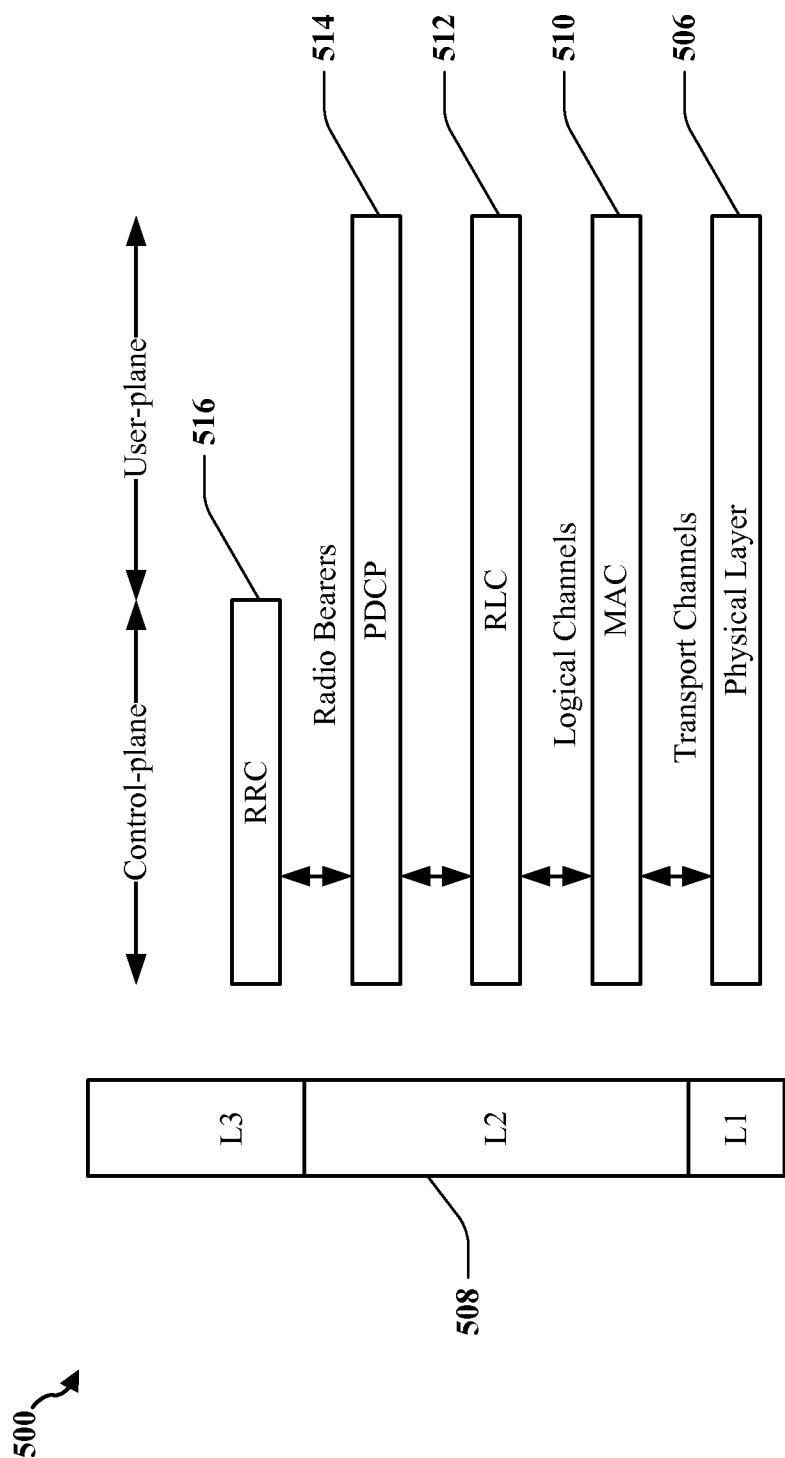 500
Control-plane
User-plane
516
RRC
Radio Bearers
514
PDCP
512
RLC
Logical Channels
510
MAC
Transport Channels
506
Physical Layer
L3
L2
L1
508